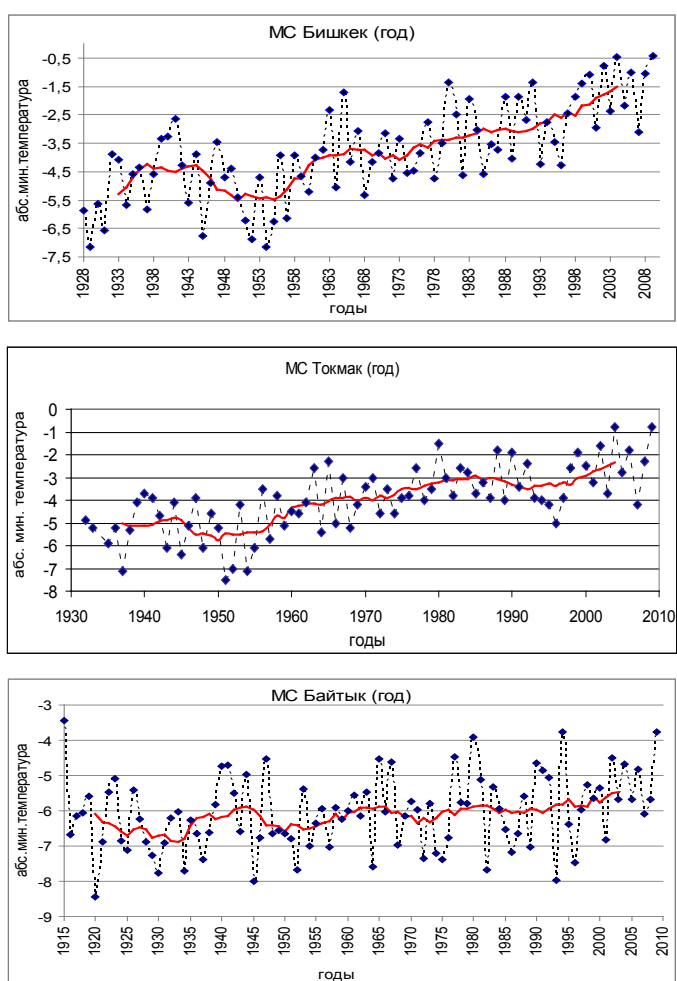 МС Бишкек (год)
абс.мин.температура
-0,5
-1,5
-2,5
-3,5
-4,5
-5,5
-6,5
-7,5
1928 1933 1938 1943 1948 1953 1958 1963 1968 1973 1978 1983 1988 1993 1998 2003 2008
годы
МС Токмак (год)
абс. мин. температура
0
-1
-2
-3
-4
-5
-6
-7
-8
1930 1940 1950 1960 1970 1980 1990 2000 2010
годы
МС Байтык (год)
абс.мин.температура
-3
-4
-5
-6
-7
-8
-9
1915 1920 1925 1930 1935 1940 1945 1950 1955 1960 1965 1970 1975 1980 1985 1990 1995 2000 2005 2010
годы